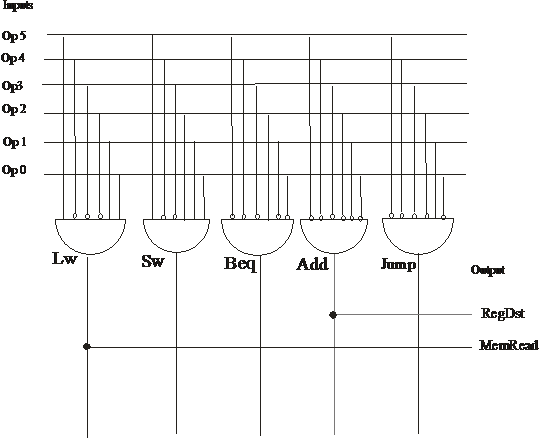 Inputs
Op5
Op4
Op3
Op2
Op1
Op0
Lw
Sw
Beq
Add
Jump
Output
RegDst
MemRead